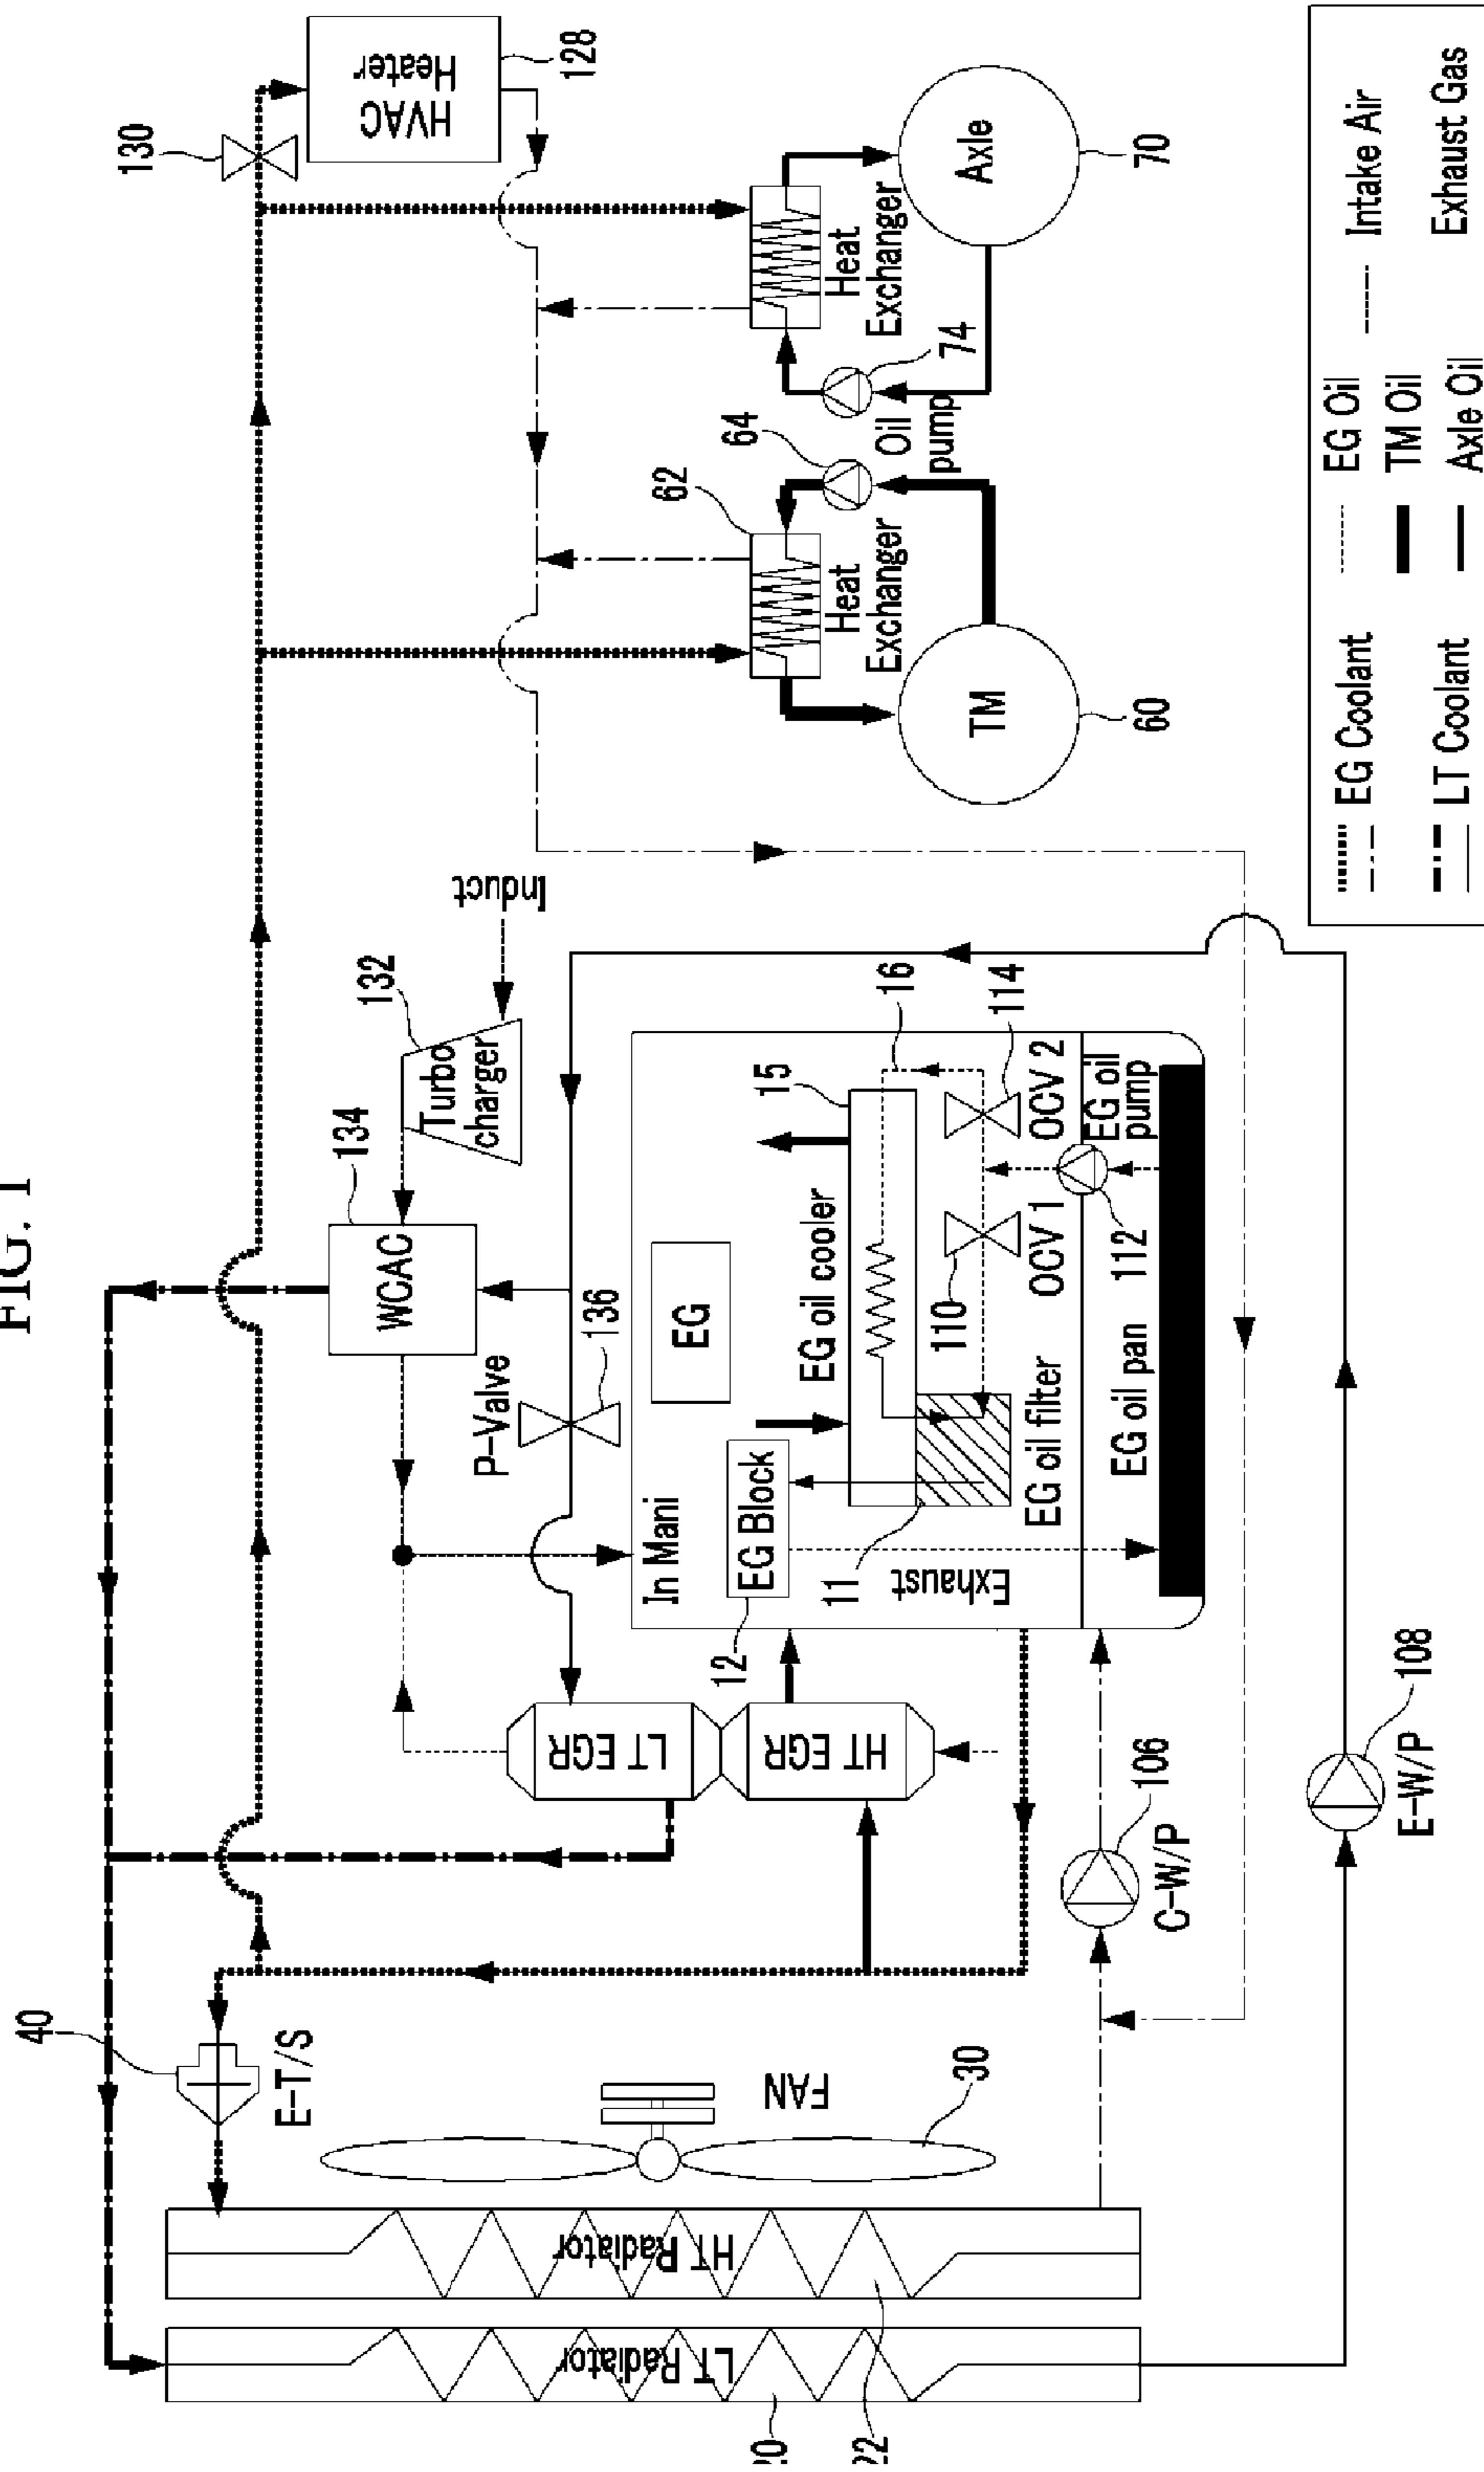 FIG. 1
40
E-T/S
LT Radiator
20
HT Radiator
22
FAN
30
LT EGR
HT EGR
C-W/P
106
E-W/P
108
P-Valve
136
WCAC
134
Turbo
charger
132
Induct
In Mani
EG
EG Block
12
11
Exhaust
EG oil cooler
15
16
EG oil filter
110
OCV 1
OCV 2
114
112
EG oil
pump
EG oil pan
130
HVAC
Heater
128
62
Heat
Exchanger
64
Oil
pump
74
Heat
Exchanger
TM
60
Axle
70
EG Coolant
EG Oil
Intake Air
TM Oil
LT Coolant
Axle Oil
Exhaust Gas